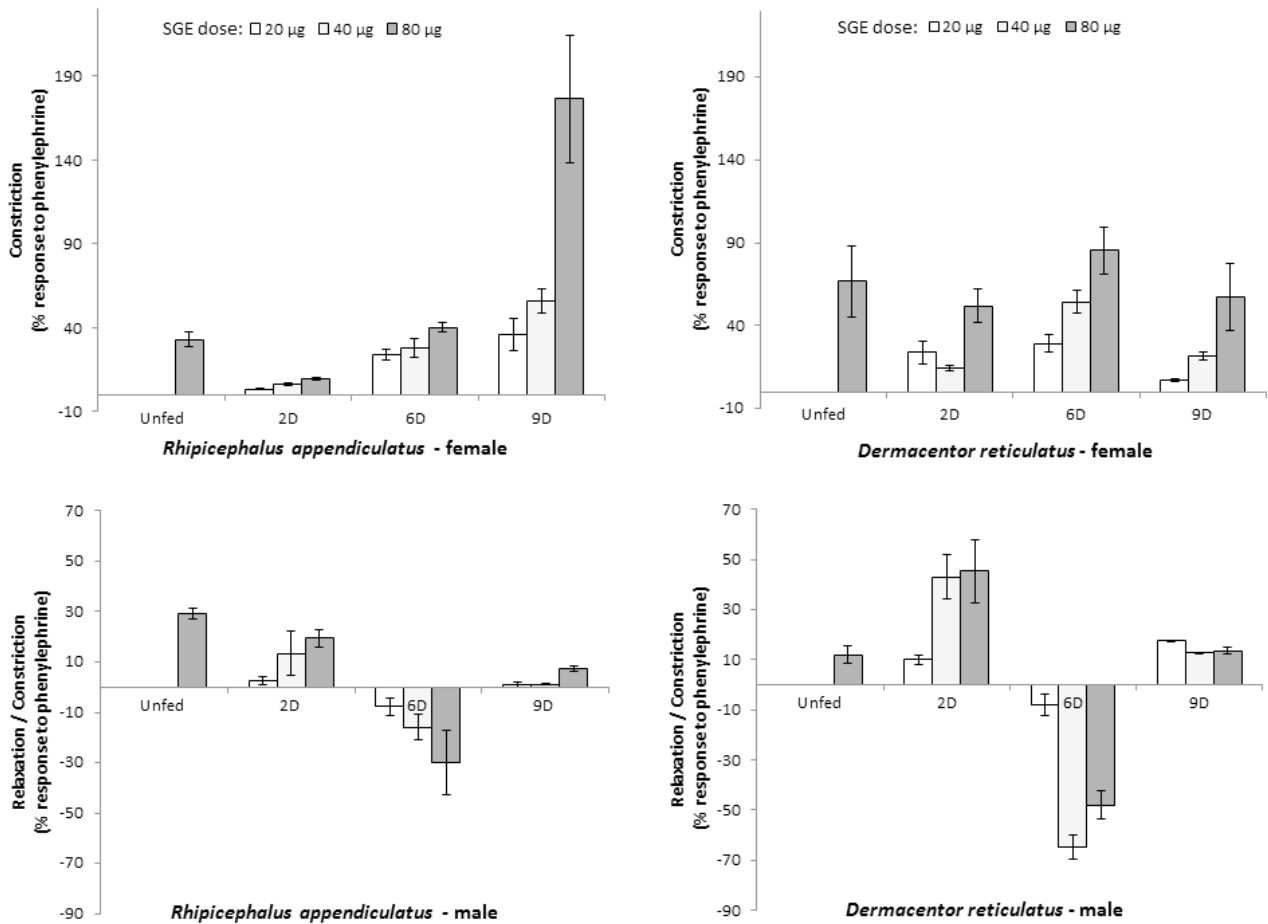 SGE dose: 20 µg 40 µg 80 µg
190
140
90
40
-10
Constriction
(% response to phenylephrine)
Unfed 2D 6D 9D
Rhipicephalus appendiculatus - female
SGE dose: 20 µg 40 µg 80 µg
190
140
90
40
-10
Constriction
(% response to phenylephrine)
Unfed 2D 6D 9D
Dermacentor reticulatus - female
70
50
30
10
-10
-30
-50
-70
-90
Relaxation / Constriction
(% response to phenylephrine)
Unfed 2D 6D 9D
Rhipicephalus appendiculatus - male
70
50
30
10
-10
-30
-50
-70
-90
Relaxation / Constriction
(% response to phenylephrine)
Unfed 2D 6D 9D
Dermacentor reticulatus - male